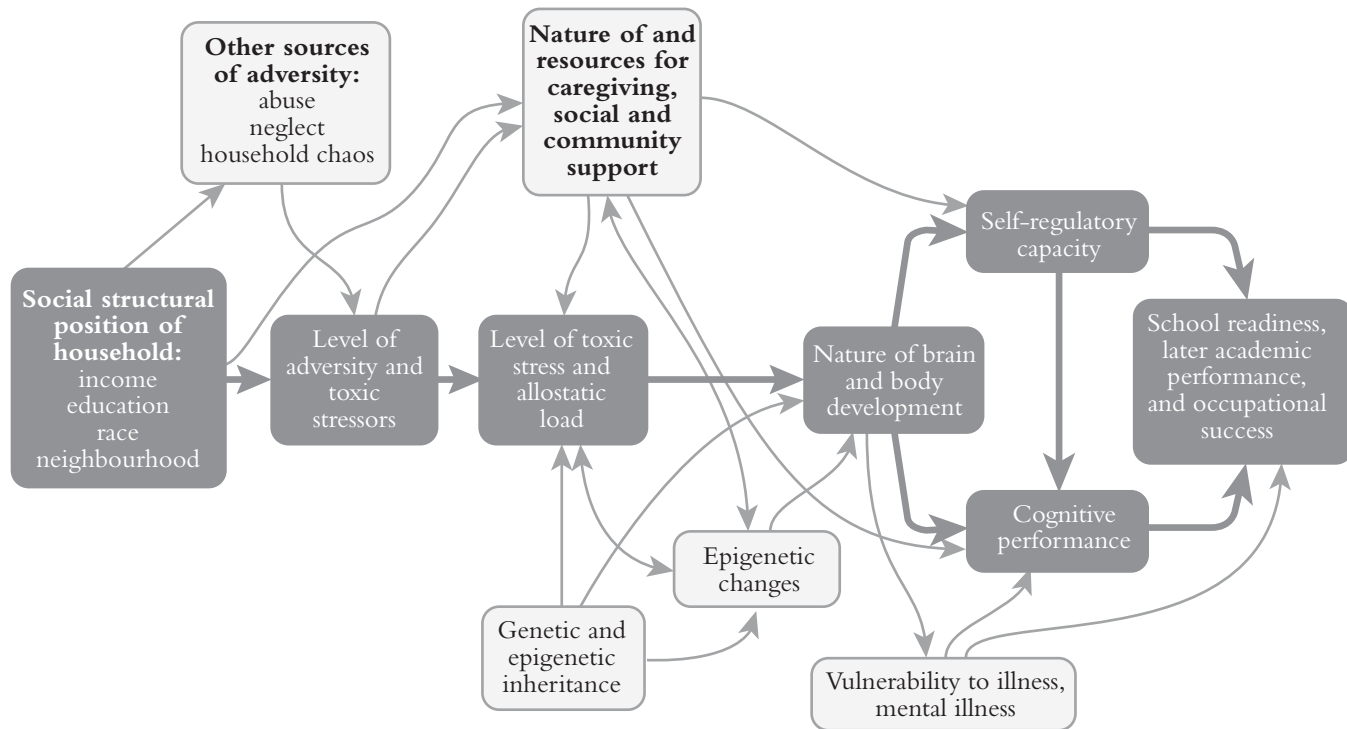 Other sources
of adversity:
abuse
neglect
household chaos
Nature of and
resources for
caregiving,
social and
community
support
Social structural
position of
household:
income
education
race
neighbourhood
Level of
adversity and
toxic
stressors
Level of toxic
stress and
allostatic
load
Nature of brain
and body
development
Self-regulatory
capacity
School readiness,
later academic
performance,
and occupational
success
Cognitive
performance
Epigenetic
changes
Genetic and
epigenetic
inheritance
Vulnerability to illness,
mental illness